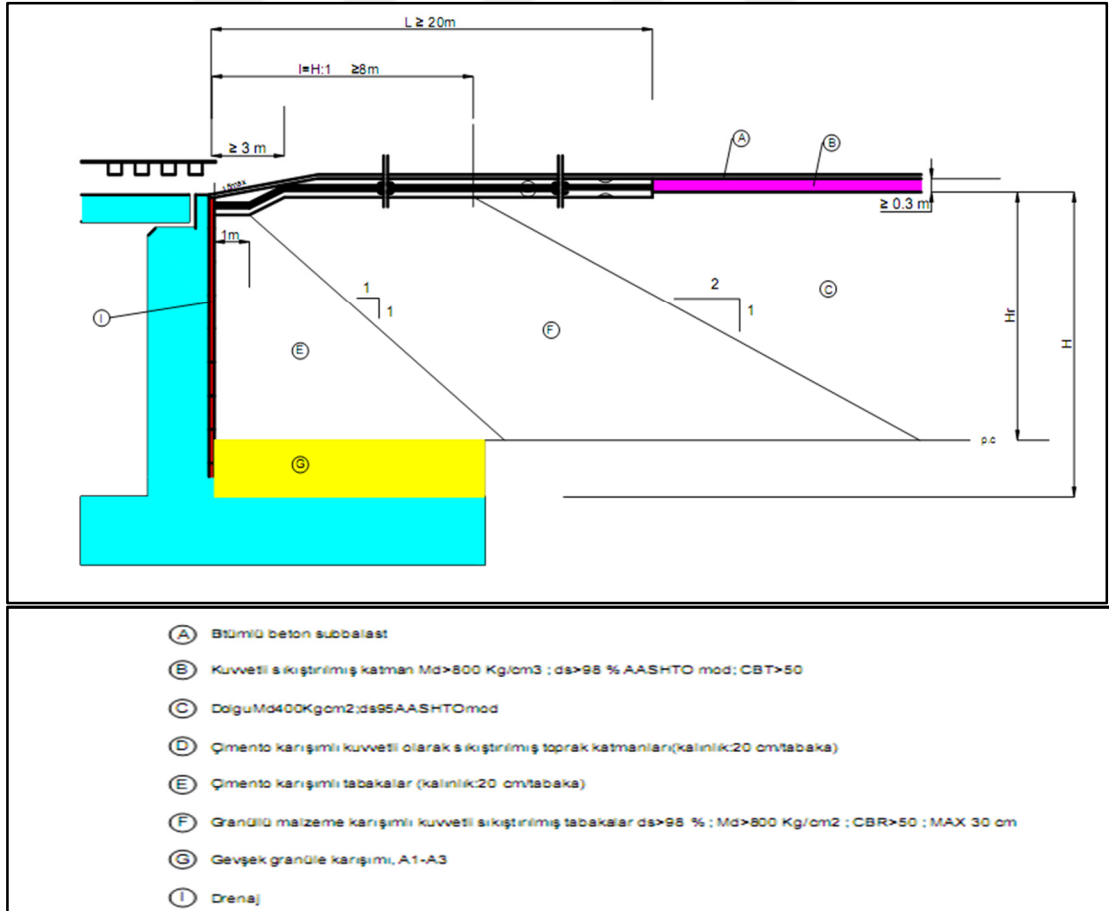 L ≥ 20m
l=H:1 ≥8m
≥ 3 m
A
B
≥ 0.3 m
1m
1
1
2
1
C
I
E
F
Hr
H
p.c
G
A Btümlü beton subbalast
B Kuvvetli sıkıştırılmış katman Md>800 Kg/cm3 ; ds>98 % AASHTO mod; CBT>50
C DolguMd400Kgcm2;ds95AASHTOmod
D Çimento karışımlı kuvvetli olarak sıkıştırılmış toprak katmanları(kalınlık:20 cm/tabaka)
E Çimento karışımlı tabakalar (kalınlık:20 cm/tabaka)
F Granüllü malzeme karışımlı kuvvetli sıkıştırılmış tabakalar ds>98 % ; Md>800 Kg/cm2 ; CBR>50 ; MAX 30 cm
G Gevşek granüle karışımı, A1-A3
I Drenaj